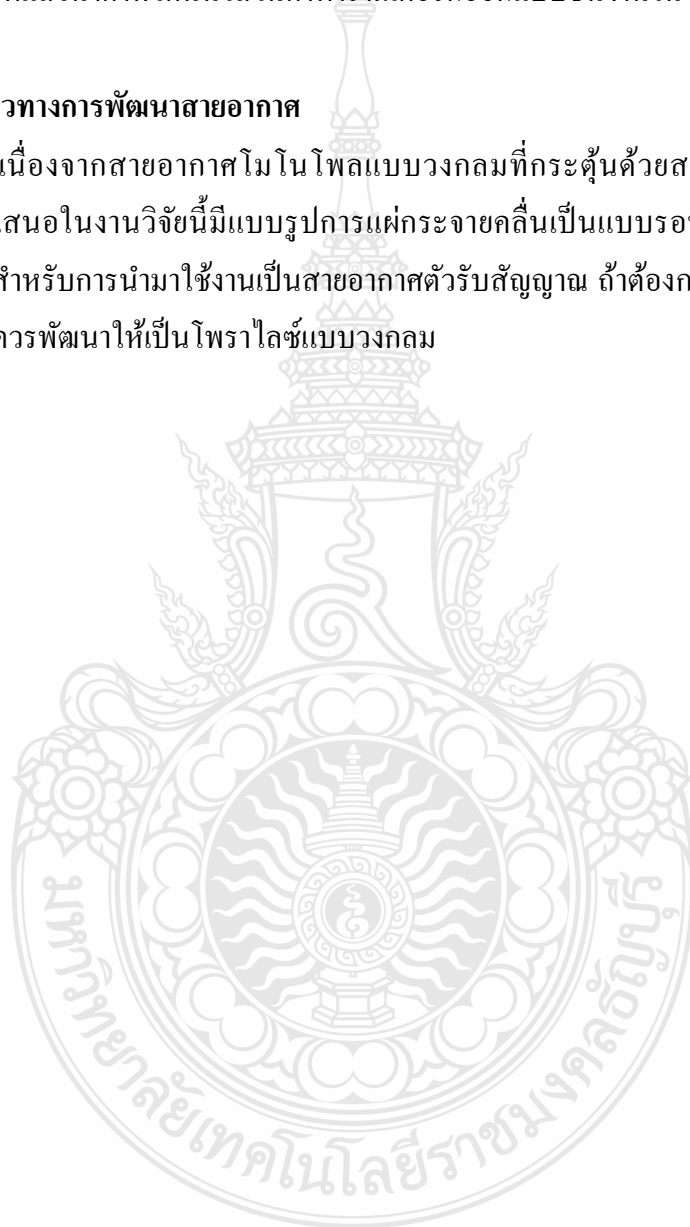 วทางการพัฒนาสายอากาศ
นื่องจากสายอากาศโมโนโพลแบบวงกลมที่กระตุ้นด้วยส
เสนอในงานวิจัยนี้มีแบบรูปการแผ่กระจายคลื่นเป็นแบบรอบ
สำหรับการนำมาใช้งานเป็นสายอากาศตัวรับสัญญาณ ถ้าต้องก
ควรพัฒนาให้เป็นโพราไลซ์แบบวงกลม
มหาวิทยาลัยเทคโนโลยีราชมงคลธัญบุรี